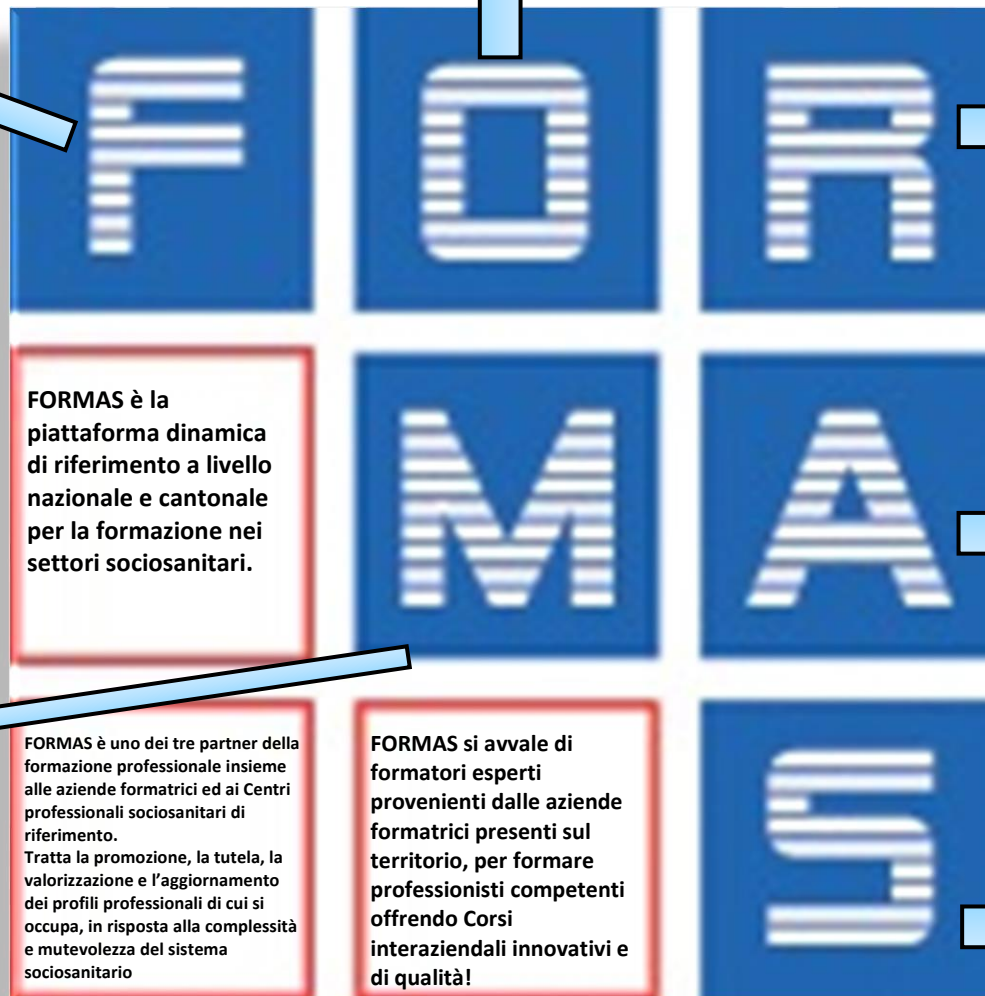 F O R
FORMAS è la
piattaforma dinamica
di riferimento a livello
nazionale e cantonale
per la formazione nei
settori sociosanitari.
M A
FORMAS è uno dei tre partner della
formazione professionale insieme
alle aziende formatrici ed ai Centri
professionali sociosanitari di
riferimento.
Tratta la promozione, la tutela, la
valorizzazione e l’aggiornamento
dei profili professionali di cui si
occupa, in risposta alla complessità
e mutevolezza del sistema
sociosanitario
FORMAS si avvale di
formatori esperti
provenienti dalle aziende
formatrici presenti sul
territorio, per formare
professionisti competenti
offrendo Corsi
interaziendali innovativi e
di qualità!
S